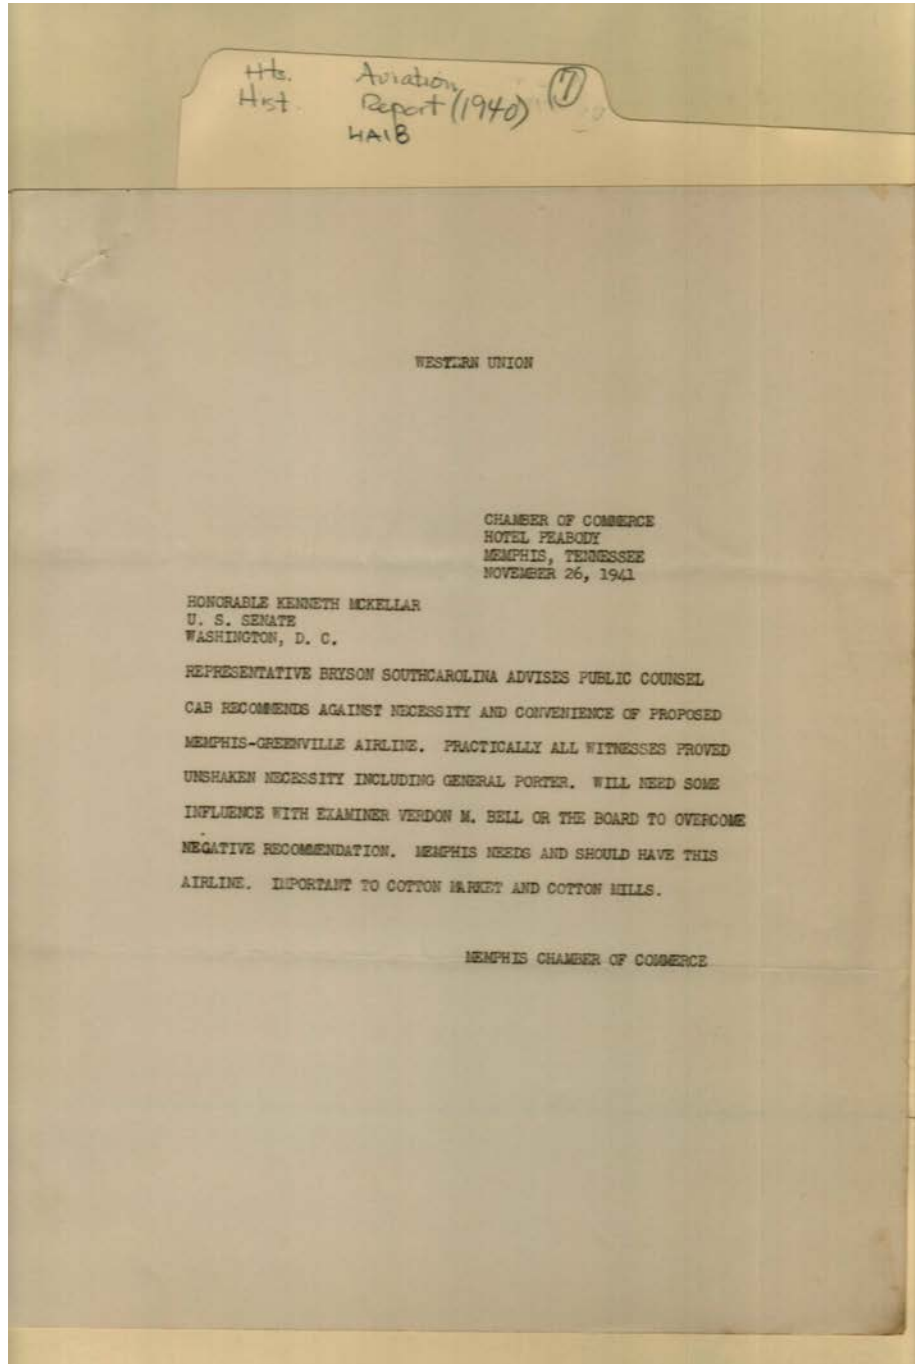 Hts. Aviation (7)
Hist. Report (1940)
4A1B
WESTERN UNION
CHAMBER OF COMMERCE
HOTEL PEABODY
MEMPHIS, TENNESSEE
NOVEMBER 26, 1941
HONORABLE KENNETH MCKELLAR
U. S. SENATE
WASHINGTON, D. C.
REPRESENTATIVE BRYSON SOUTHCAROLINA ADVISES PUBLIC COUNSEL
CAB RECOMMENDS AGAINST NECESSITY AND CONVENIENCE OF PROPOSED
MEMPHIS-GREENVILLE AIRLINE. PRACTICALLY ALL WITNESSES PROVED
UNSHAKEN NECESSITY INCLUDING GENERAL PORTER. WILL NEED SOME
INFLUENCE WITH EXAMINER VERDON M. BELL OR THE BOARD TO OVERCOME
NEGATIVE RECOMMENDATION. MEMPHIS NEEDS AND SHOULD HAVE THIS
AIRLINE. IMPORTANT TO COTTON MARKET AND COTTON MILLS.
MEMPHIS CHAMBER OF COMMERCE